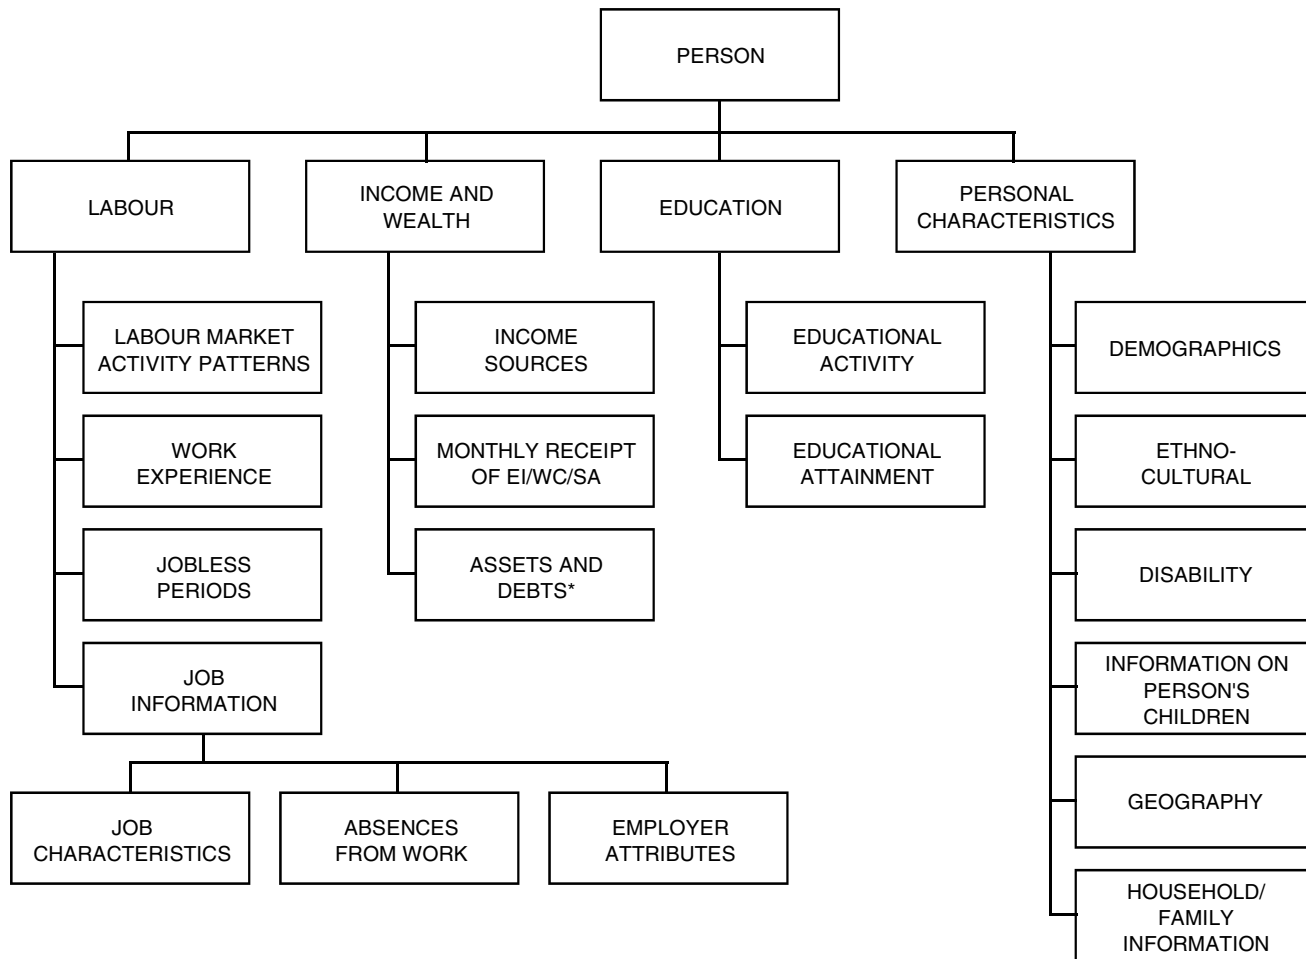 PERSON
LABOUR
INCOME AND
WEALTH
EDUCATION
PERSONAL
CHARACTERISTICS
LABOUR MARKET
ACTIVITY PATTERNS
INCOME
SOURCES
EDUCATIONAL
ACTIVITY
DEMOGRAPHICS
WORK
EXPERIENCE
MONTHLY RECEIPT
OF EI/WC/SA
EDUCATIONAL
ATTAINMENT
ETHNO-
CULTURAL
JOBLESS
PERIODS
ASSETS AND
DEBTS*
DISABILITY
JOB
INFORMATION
INFORMATION ON
PERSON'S
CHILDREN
JOB
CHARACTERISTICS
ABSENCES
FROM WORK
EMPLOYER
ATTRIBUTES
GEOGRAPHY
HOUSEHOLD/
FAMILY
INFORMATION